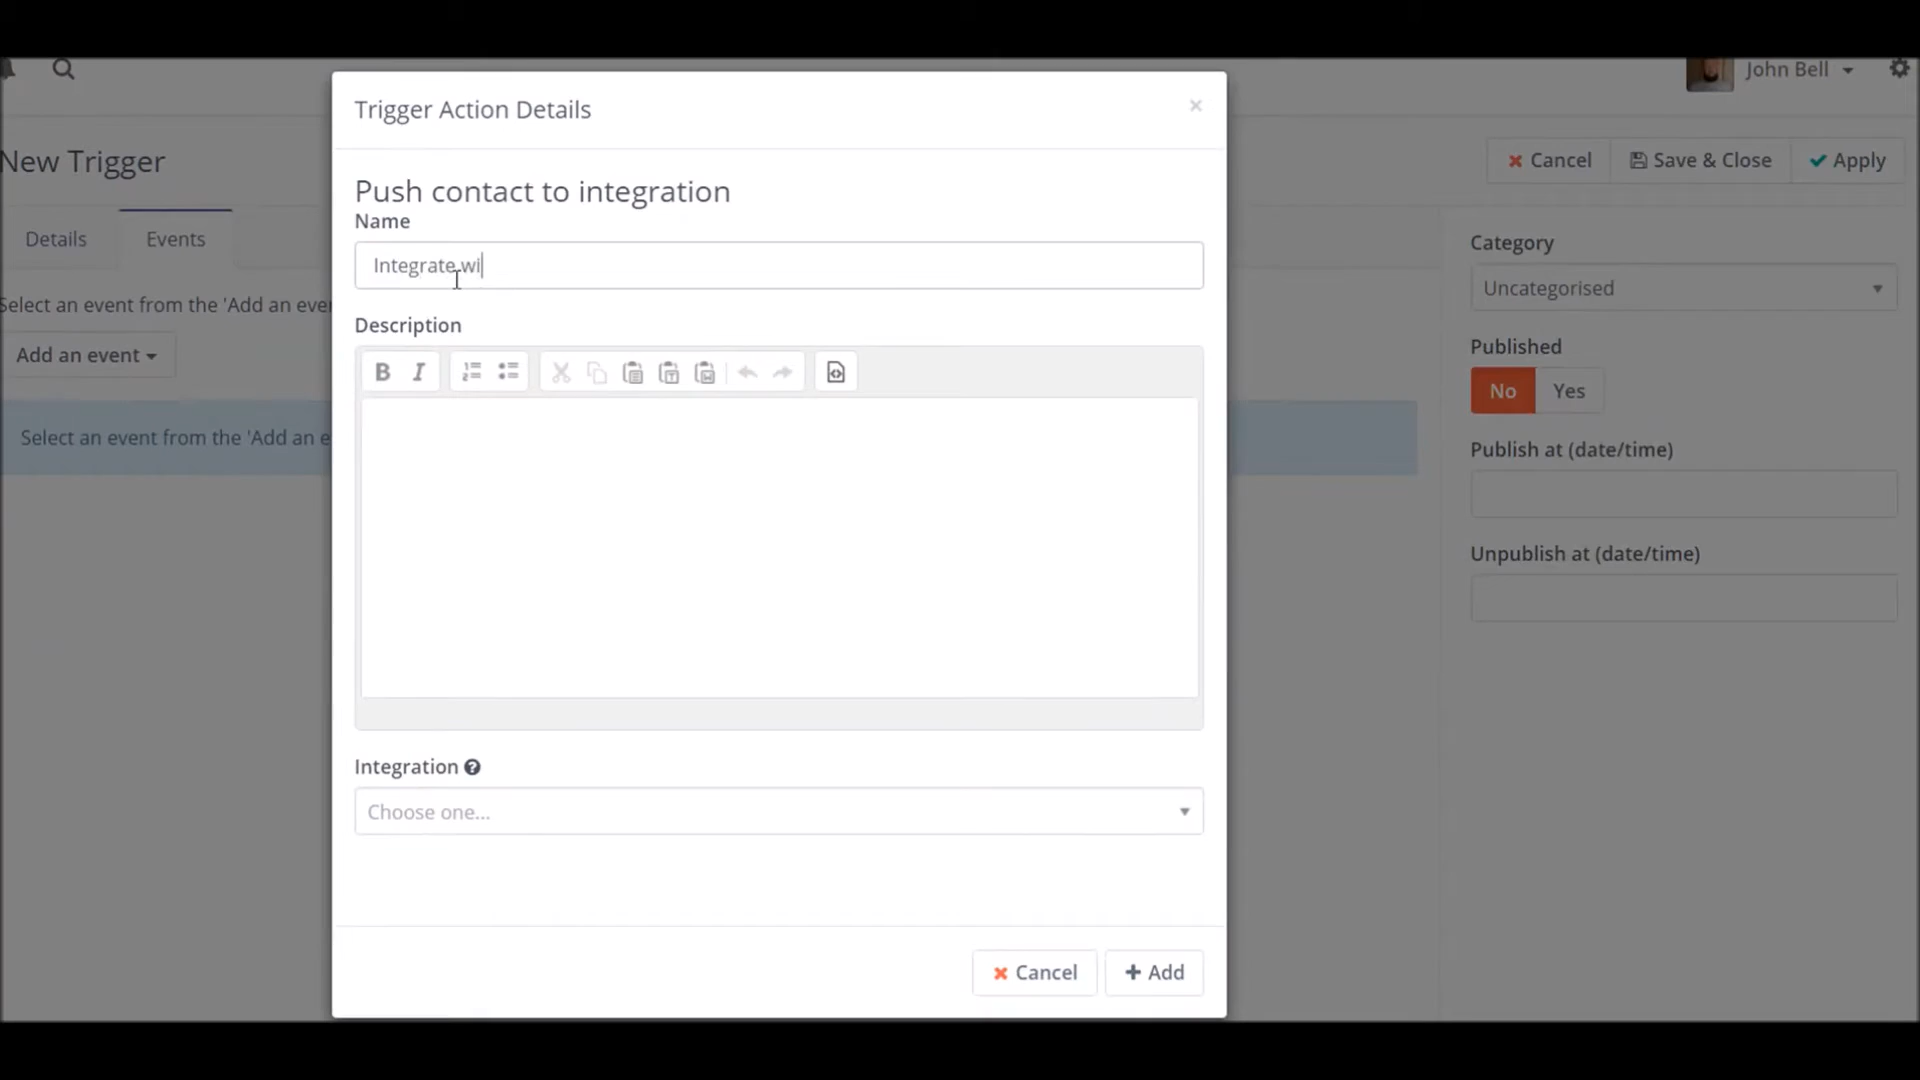 John Bell
Trigger Action Details
×
New Trigger
Cancel
Save & Close
Apply
Details
Events
Push contact to integration
Name
Integrate wi
Select an event from the 'Add an ever
Add an event
Select an event from the 'Add an e
Description
B I
Integration
Choose one...
Cancel
+ Add
Category
Uncategorised
Published
No
Yes
Publish at (date/time)
Unpublish at (date/time)